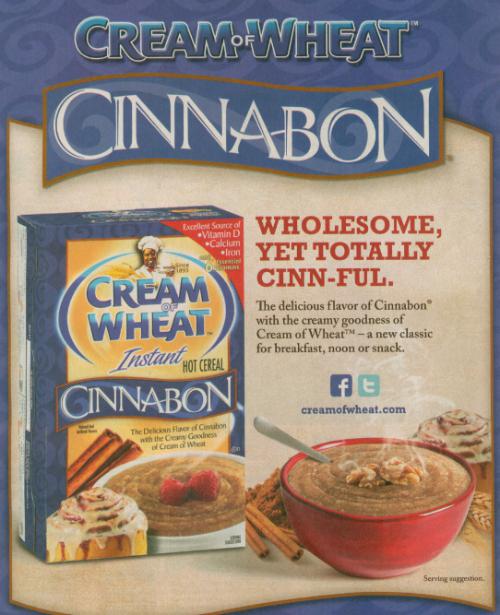 CREAM OF WHEAT™
CINNABON®
Excellent Source of
•Vitamin D
•Calcium
•Iron
Since
CREAM
OF
WHEAT™
Instant HOT CEREAL
CINNABON
The Delicious Flavor of Cinnabon
with the Creamy Goodness
of Cream of Wheat
WHOLESOME,
YET TOTALLY
CINN-FUL.
The delicious flavor of Cinnabon®
with the creamy goodness of
Cream of Wheat™ – a new classic
for breakfast, noon or snack.
f t
creamofwheat.com
Serving suggestion.